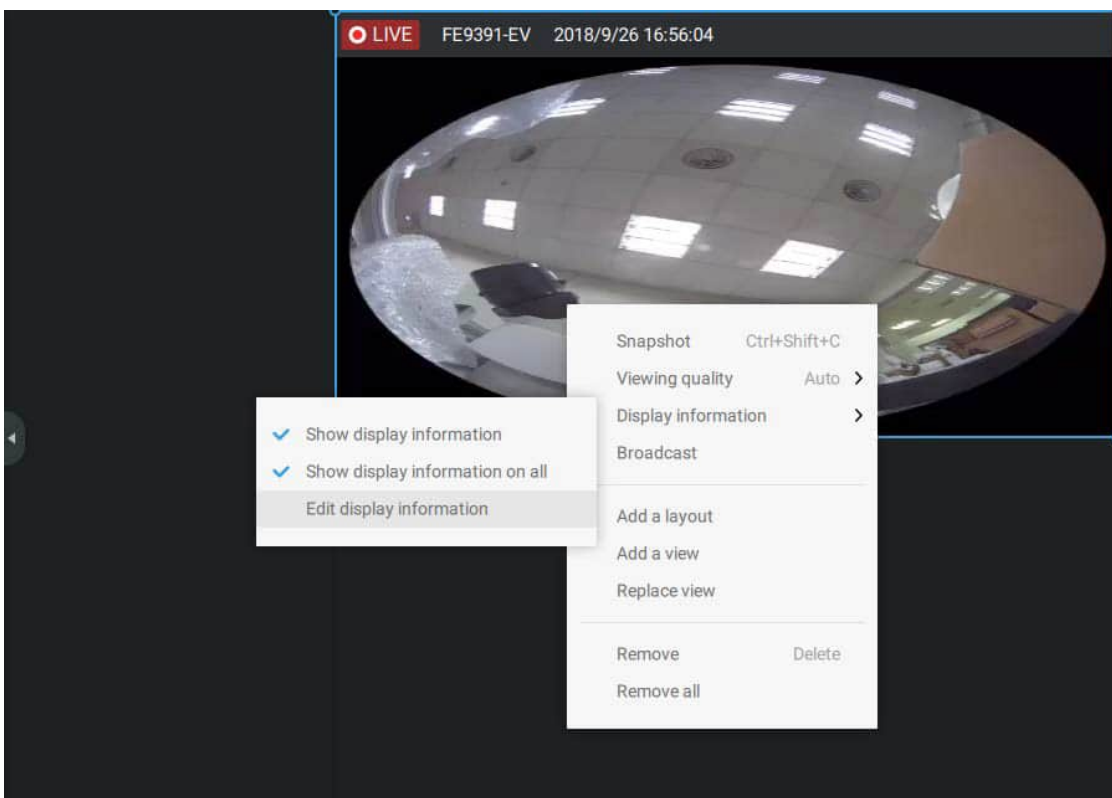 LIVE FE9391-EV 2018/9/26 16:56:04
Snapshot Ctrl+Shift+C
Viewing quality Auto
Display information
Broadcast
Add a layout
Add a view
Replace view
Remove Delete
Remove all
Show display information
Show display information on all
Edit display information